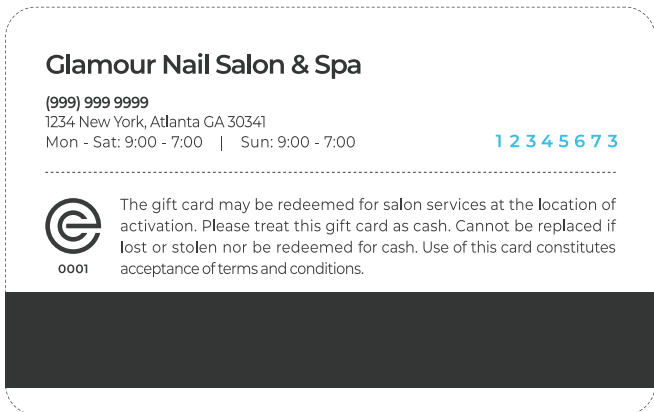 Glamour Nail Salon & Spa
(999) 999 9999
1234 New York, Atlanta GA 30341
Mon - Sat: 9:00 - 7:00 | Sun: 9:00 - 7:00
1 2 3 4 5 6 7 3
The gift card may be redeemed for salon services at the location of
activation. Please treat this gift card as cash. Cannot be replaced if
lost or stolen nor be redeemed for cash. Use of this card constitutes
acceptance of terms and conditions.
0001